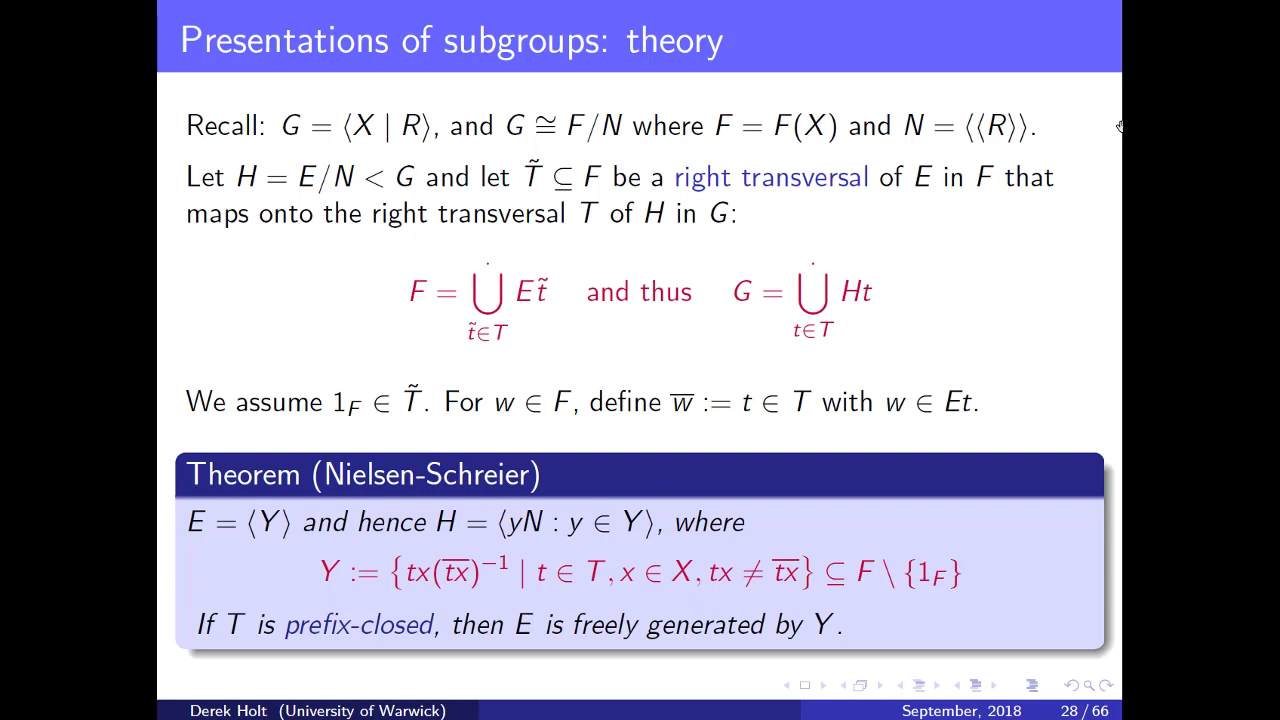 Presentations of subgroups: theory
Recall: G = ⟨X | R⟩, and G ≅ F/N where F = F(X) and N = ⟨⟨R⟩⟩.
Let H = E/N < G and let T̃ ⊆ F be a right transversal of E in F that
maps onto the right transversal T of H in G:
F = ⋃̇_{t̃∈T} Et̃ and thus G = ⋃̇_{t∈T} Ht
We assume 1_F ∈ T̃. For w ∈ F, define w̅ := t ∈ T with w ∈ Et.
Theorem (Nielsen-Schreier)
E = ⟨Y⟩ and hence H = ⟨yN : y ∈ Y⟩, where
Y := {tx(t̅x̅)⁻¹ | t ∈ T, x ∈ X, tx ≠ t̅x̅} ⊆ F \ {1_F}
If T is prefix-closed, then E is freely generated by Y.
Derek Holt (University of Warwick) September, 2018 28 / 66